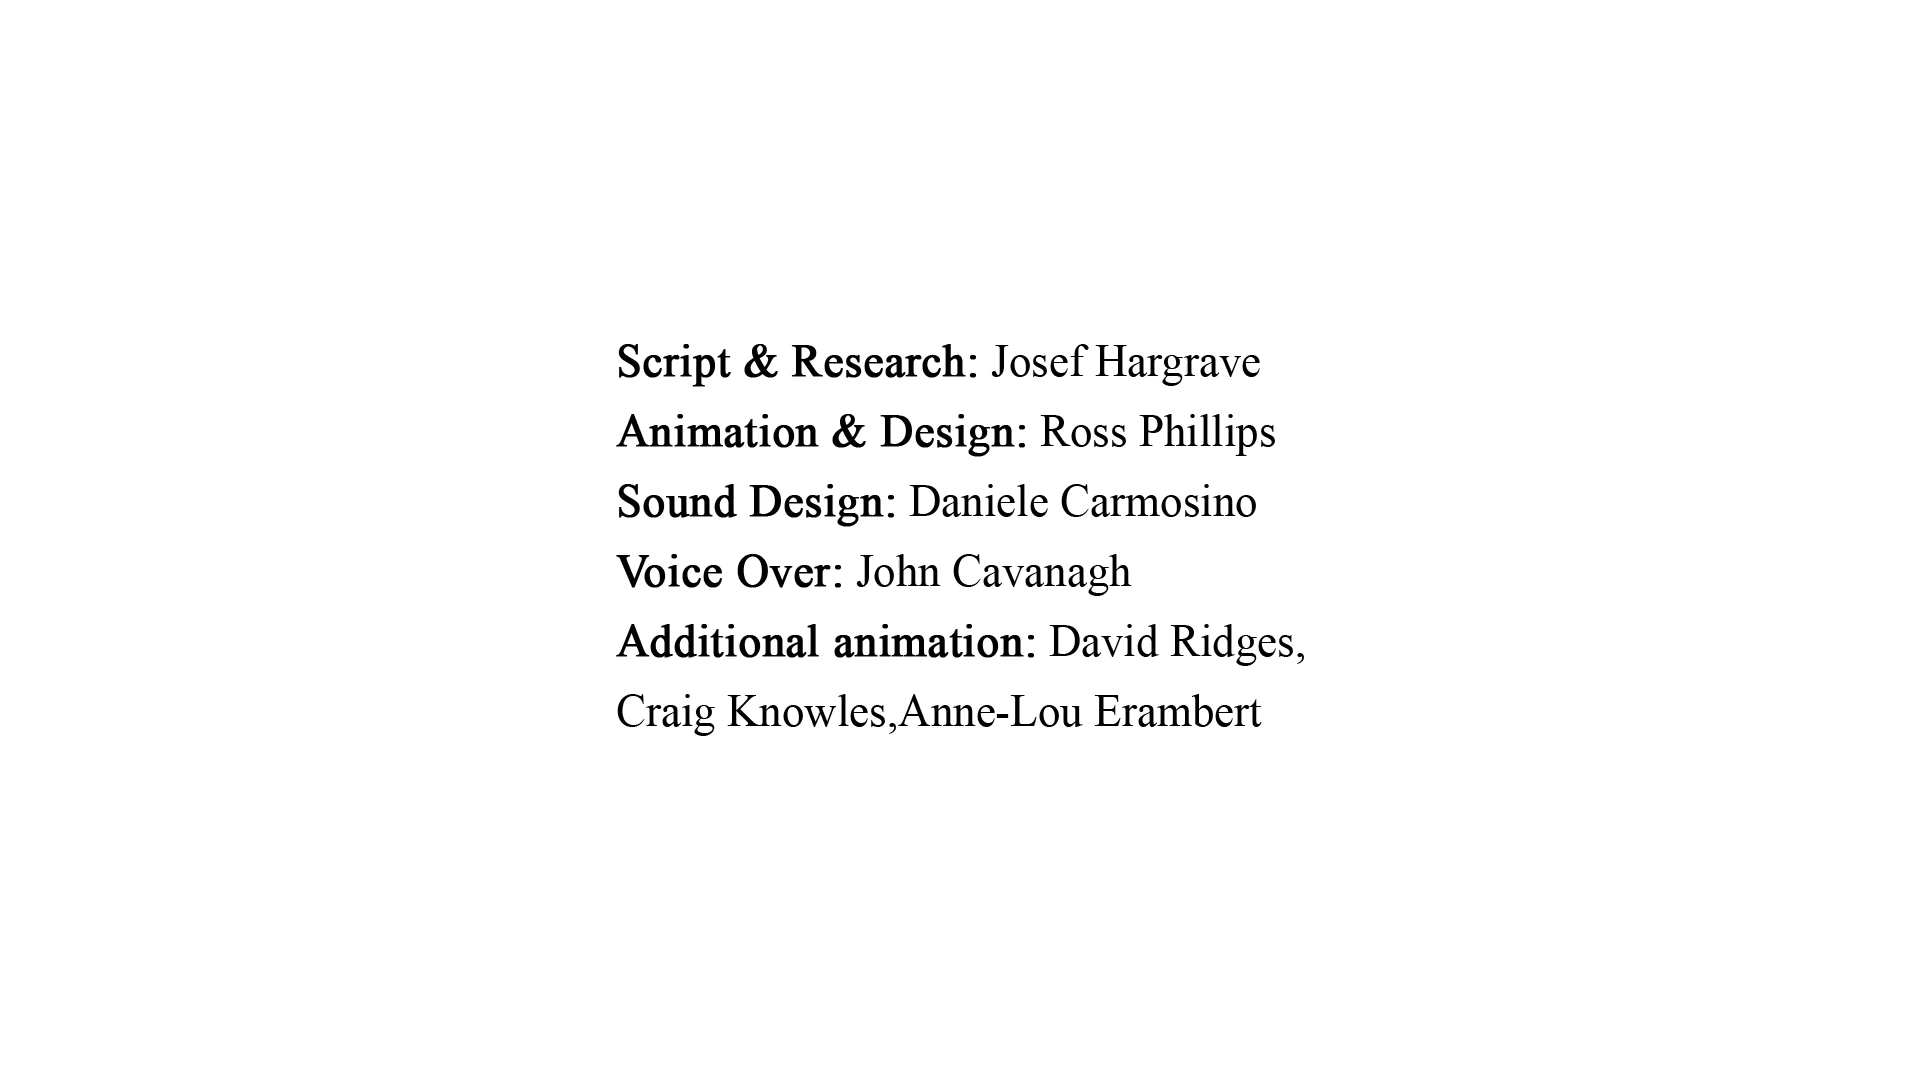 Script & Research: Josef Hargrave
Animation & Design: Ross Phillips
Sound Design: Daniele Carmosino
Voice Over: John Cavanagh
Additional animation: David Ridges,
Craig Knowles,Anne-Lou Erambert